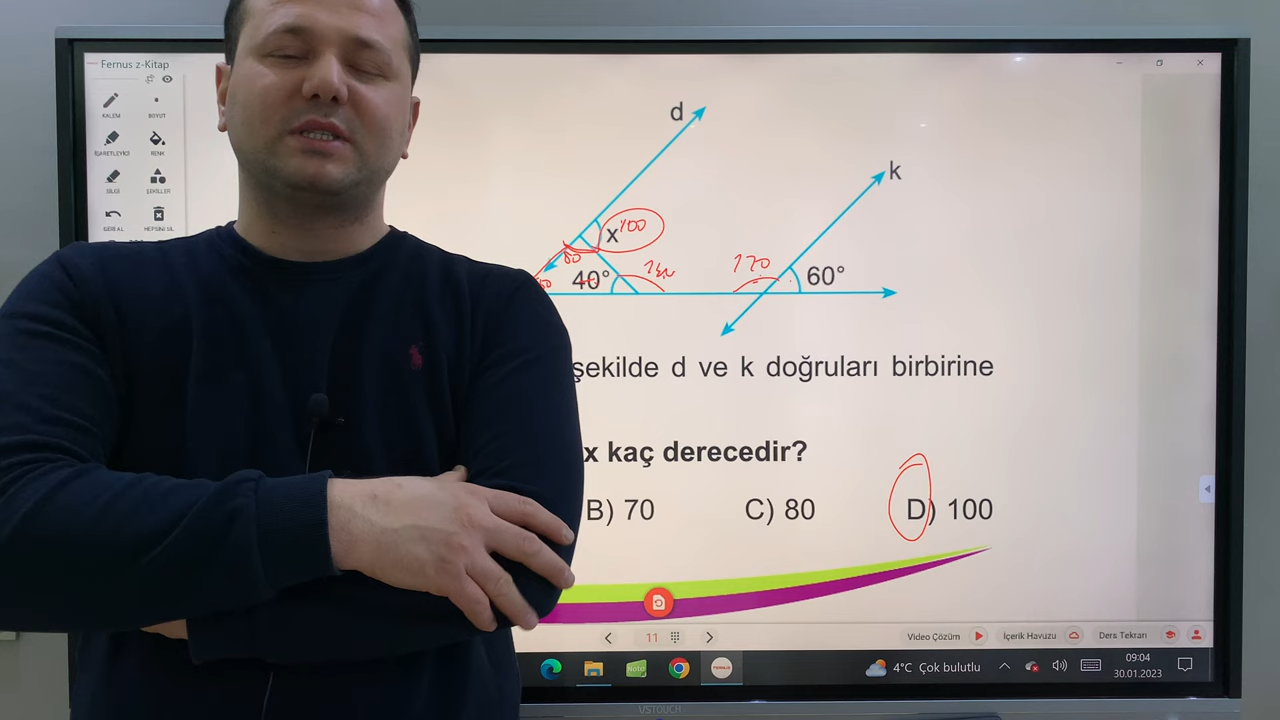 Fernus z-Kitap
KALEM
BOYUT
İŞARETLEYİCİ
RENK
SİLGİ
ŞEKİLLER
GERİ AL
HEPSİNİ SİL
d
k
x 100
80
40°
120
60°
şekilde d ve k doğruları birbirine
x kaç derecedir?
B) 70
C) 80
D) 100
11
Video Çözüm
İçerik Havuzu
Ders Tekrarı
4°C Çok bulutlu
09:04
30.01.2023
VSTOUCH